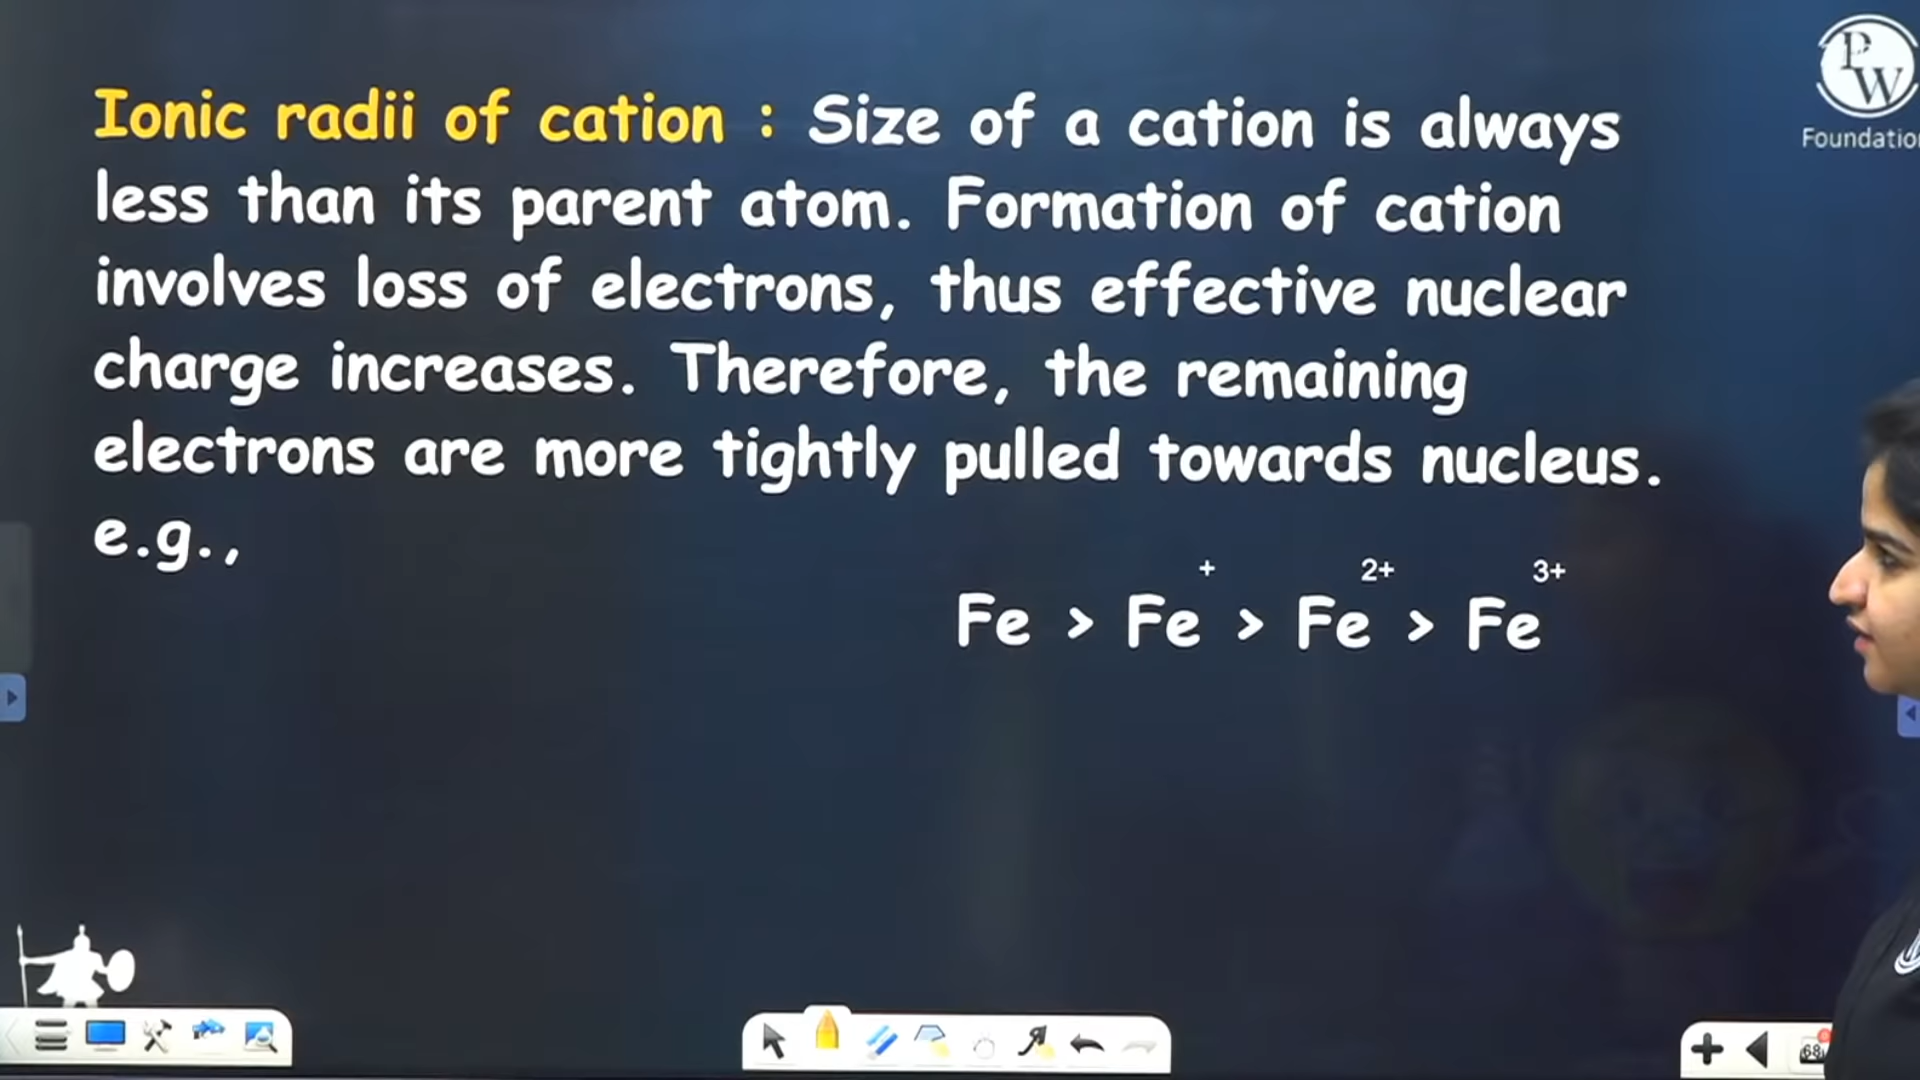 P
W
Foundation
Ionic radii of cation : Size of a cation is always
less than its parent atom. Formation of cation
involves loss of electrons, thus effective nuclear
charge increases. Therefore, the remaining
electrons are more tightly pulled towards nucleus.
e.g.,
Fe > Fe⁺ > Fe²⁺ > Fe³⁺
68